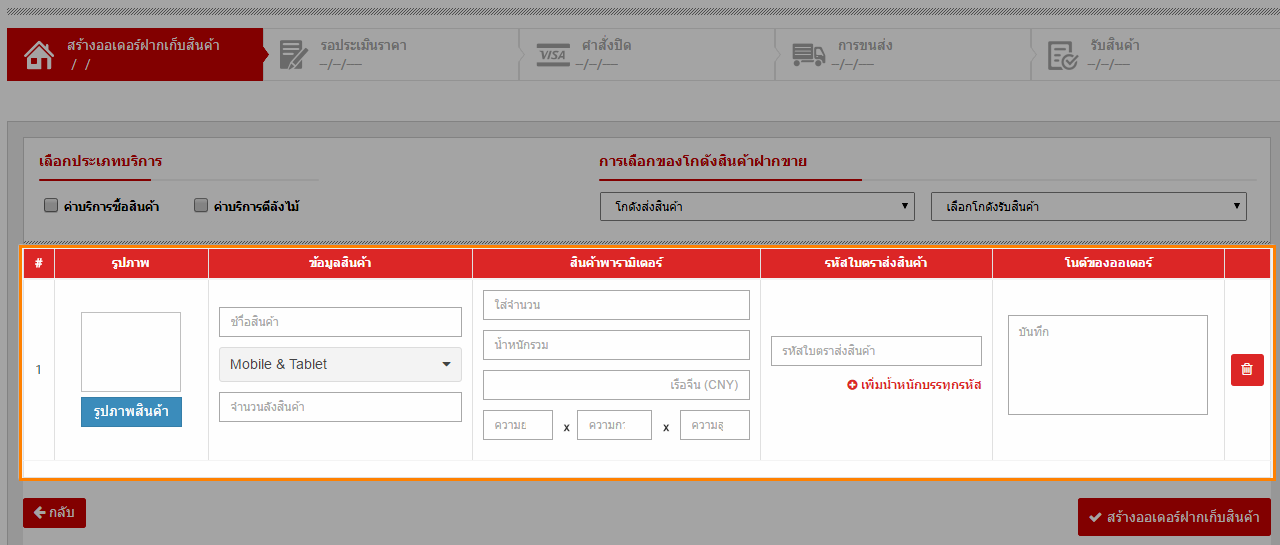 สร้างออเดอร์ฝากเก็บสินค้า
/ /
รอประเมินราคา
--/--/----
VISA
คำสั่งปิด
--/--/----
การขนส่ง
--/--/----
รับสินค้า
--/--/----
เลือกประเภทบริการ
การเลือกของโกดังสินค้าฝากขาย
ค่าบริการซื้อสินค้า
ค่าบริการตีลังไม้
โกดังส่งสินค้า
เลือกโกดังรับสินค้า
#
รูปภาพ
ข้อมูลสินค้า
สินค้าพารามิเตอร์
รหัสใบตราส่งสินค้า
โนต์ของออเดอร์
1
รูปภาพสินค้า
ชื่อสินค้า
Mobile & Tablet
จำนวนลังสินค้า
ใส่จำนวน
น้ำหนักรวม
เรือจีน (CNY)
ความย
x
ความกว
x
ความสู
รหัสใบตราส่งสินค้า
เพิ่มน้ำหนักบรรทุกรหัส
บันทึก
กลับ
สร้างออเดอร์ฝากเก็บสินค้า